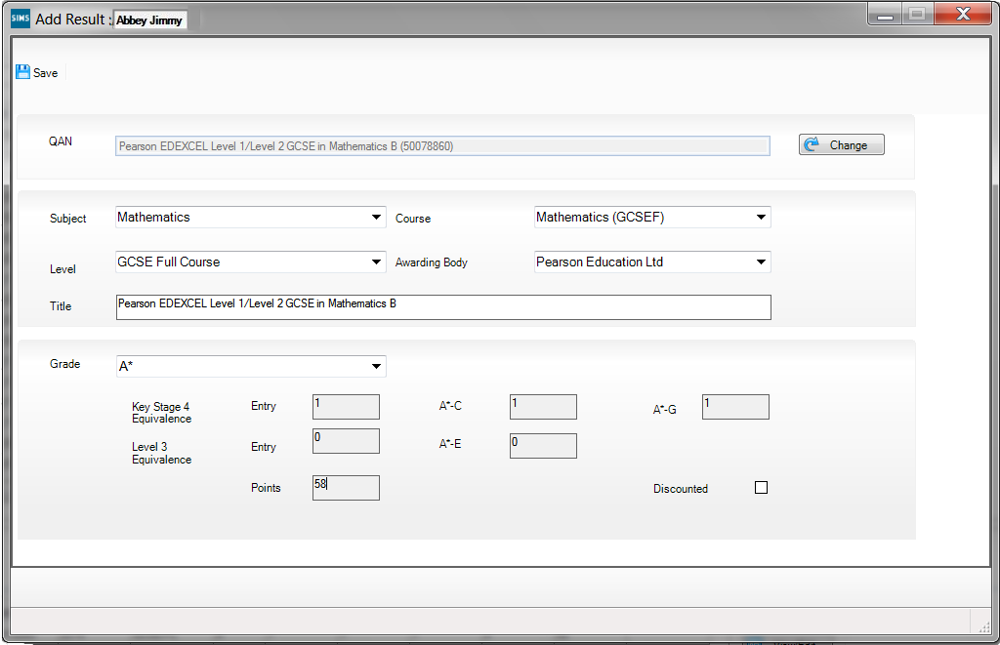 SIMS Add Result : Abbey Jimmy
Save
QAN Pearson EDEXCEL Level 1/Level 2 GCSE in Mathematics B (50078860) Change
Subject Mathematics Course Mathematics (GCSEF)
Level GCSE Full Course Awarding Body Pearson Education Ltd
Title Pearson EDEXCEL Level 1/Level 2 GCSE in Mathematics B
Grade A*
Key Stage 4 Equivalence Entry 1 A*-C 1 A*-G 1
Level 3 Equivalence Entry 0 A*-E 0
Points 58 Discounted